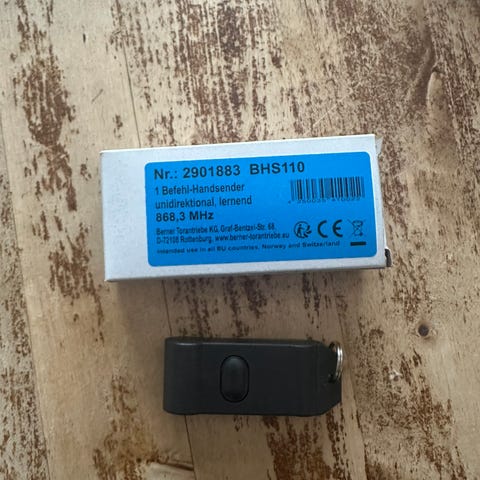 Nr.: 2901883 BHS110
1 Befehl-Handsender
unidirektional, lernend
868,3 MHz
Berner Torantriebe KG, Graf-Bentzel-Str. 68,
D-72108 Rottenburg, www.berner-torantriebe.eu
Intended use in all EU countries, Norway and Switzerland
CE